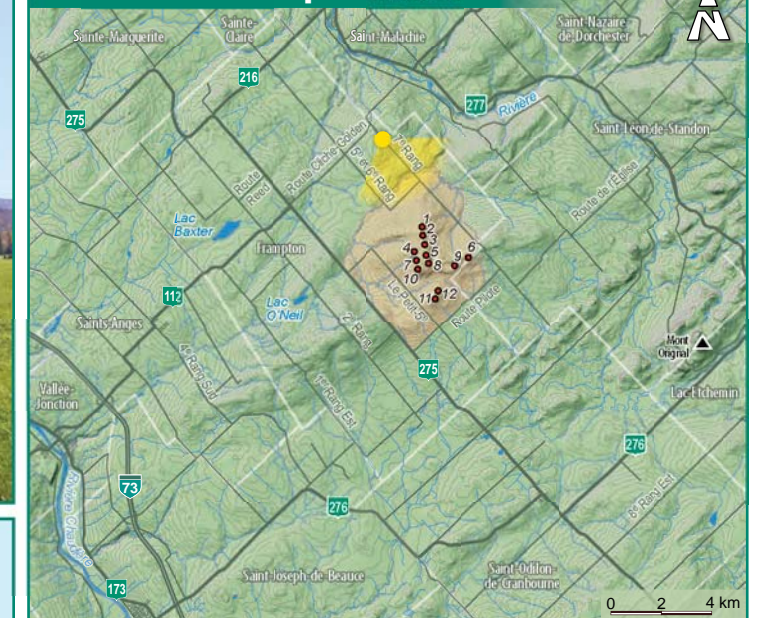 N
Sainte-Marguerite
Sainte-
Claire
Saint-Malachie
Saint-Nazaire
de-Dorchester
216
275
277
Rivière
Saint-Léon-de-Standon
Route Cliche-Golden
7e Rang
5e et 6e Rang
Route
Reed
Route de l'Église
Lac
Baxter
Frampton
1
2
3
4
5
6
7
8
9
10
11
12
Le Petit-5e
Route Pilote
112
Lac
O'Neil
Saints-Anges
2e Rang
Mont
Orignal
275
4e Rang Sud
1er Rang Est
Vallée-
Jonction
Lac-Etchemin
276
73
276
8e Rang Est
Rivière Chaudière
Saint-Joseph-de-Beauce
Saint-Odilon-
de-Cranbourne
173
0 2 4 km